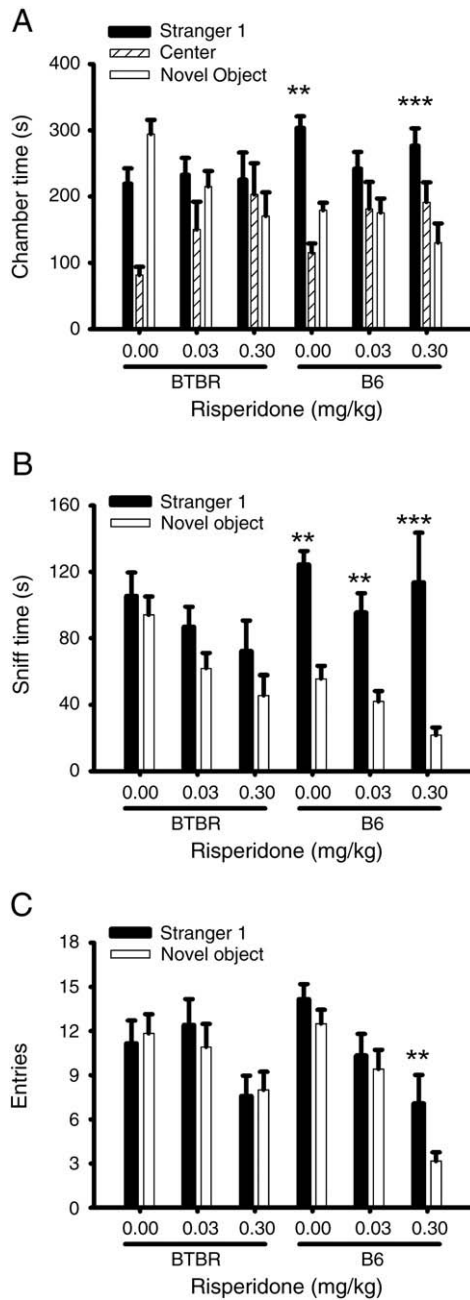 A
Stranger 1
Center
Novel Object
400
300
200
100
0
Chamber time (s)
**
***
0.00 0.03 0.30 0.00 0.03 0.30
BTBR B6
Risperidone (mg/kg)
B
Stranger 1
Novel object
160
120
80
40
0
Sniff time (s)
**
**
***
0.00 0.03 0.30 0.00 0.03 0.30
BTBR B6
Risperidone (mg/kg)
C
Stranger 1
Novel object
18
15
12
9
6
3
0
Entries
**
0.00 0.03 0.30 0.00 0.03 0.30
BTBR B6
Risperidone (mg/kg)